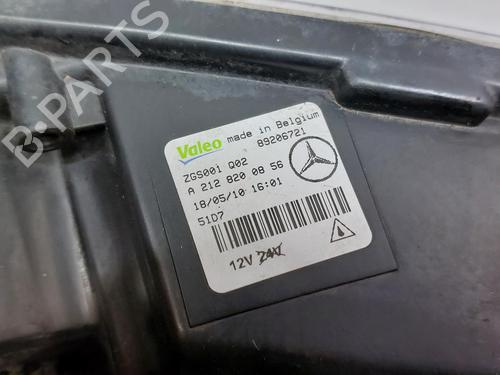 B-PARTS
Valeo made in Belgium
89206721
ZGS001 Q02
A 212 820 08 56
18/05/10 16:01
51D7
12V 24V